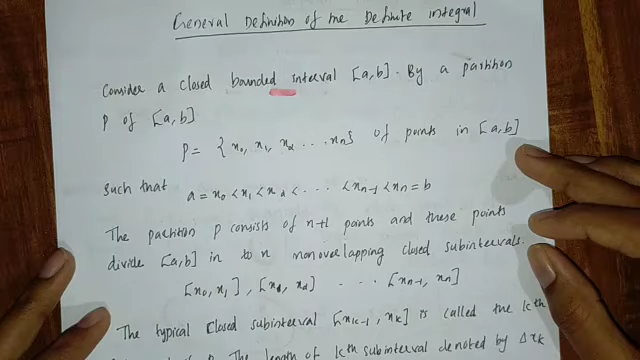 General Definition of the Definite integral
Consider a closed bounded interval [a,b]. By a partition
P of [a,b]
P = {x₀, x₁, x₂ ... xₙ} of points in [a,b]
such that a = x₀ < x₁ < x₂ < ... < xₙ₋₁ < xₙ = b
The partition P consists of n+1 points and these points
divide [a,b] in to n nonoverlapping closed subintervals.
[x₀, x₁], [x₁, x₂] ... [xₙ₋₁, xₙ]
The typical closed subinterval [xₖ₋₁, xₖ] is called the kth
The length of kth subinterval denoted by Δxₖ